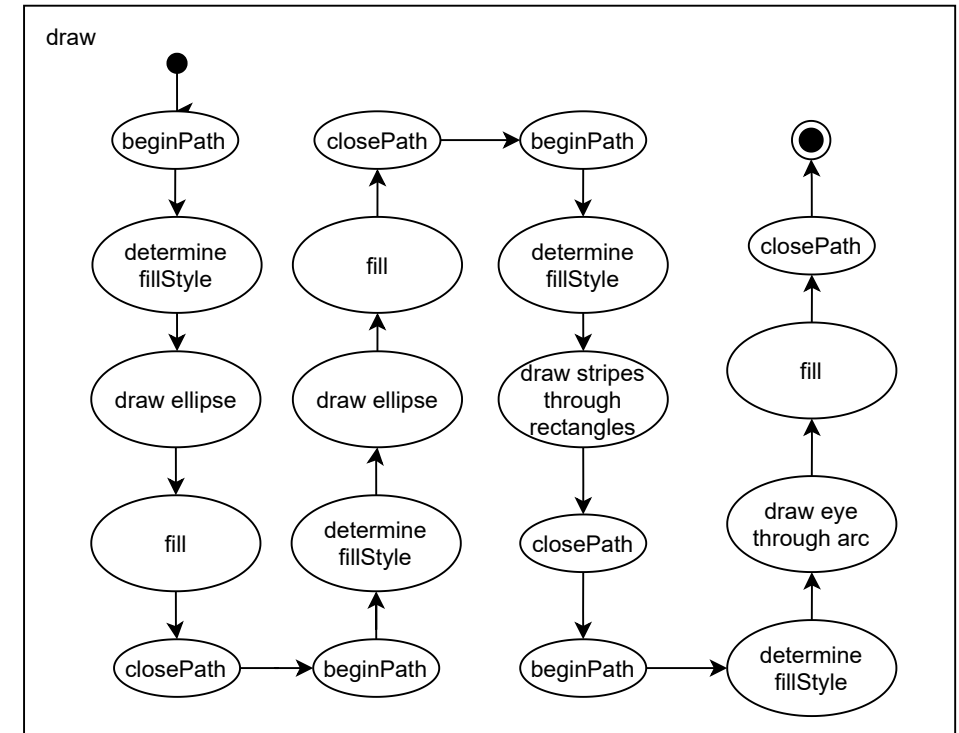 draw
beginPath
determine
fillStyle
draw ellipse
fill
closePath
beginPath
determine
fillStyle
draw ellipse
fill
closePath
beginPath
determine
fillStyle
draw stripes
through
rectangles
closePath
beginPath
determine
fillStyle
draw eye
through arc
fill
closePath